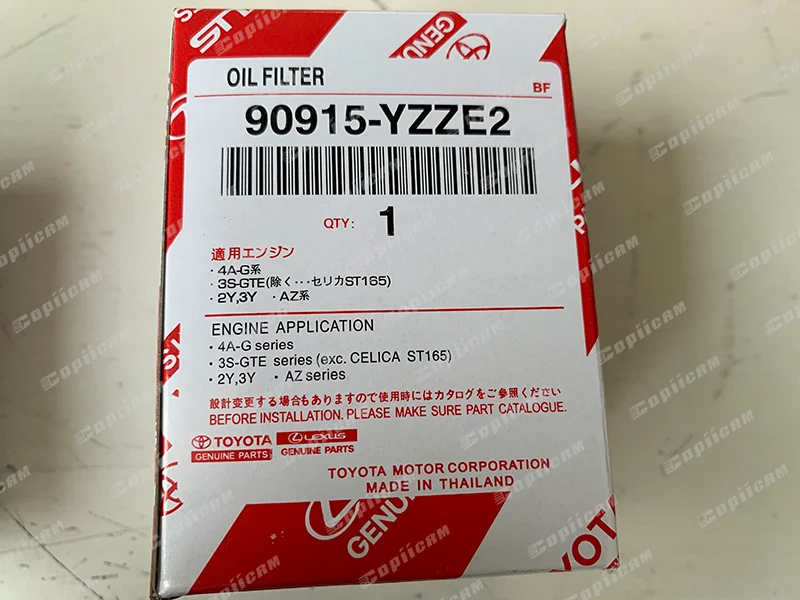 GENU
OIL FILTER
BF
90915-YZZE2
QTY: 1
適用エンジン
・4A-G系
・3S-GTE(除く･･･セリカST165)
・2Y,3Y ・AZ系
ENGINE APPLICATION
・4A-G series
・3S-GTE series (exc. CELICA ST165)
・2Y,3Y ・AZ series
設計変更する場合もありますので使用時にはカタログをご参照ください
BEFORE INSTALLATION. PLEASE MAKE SURE PART CATALOGUE.
TOYOTA LEXUS
GENUINE PARTS GENUINE PARTS
TOYOTA MOTOR CORPORATION
MADE IN THAILAND
GENU
YOTA
CopiiCAM